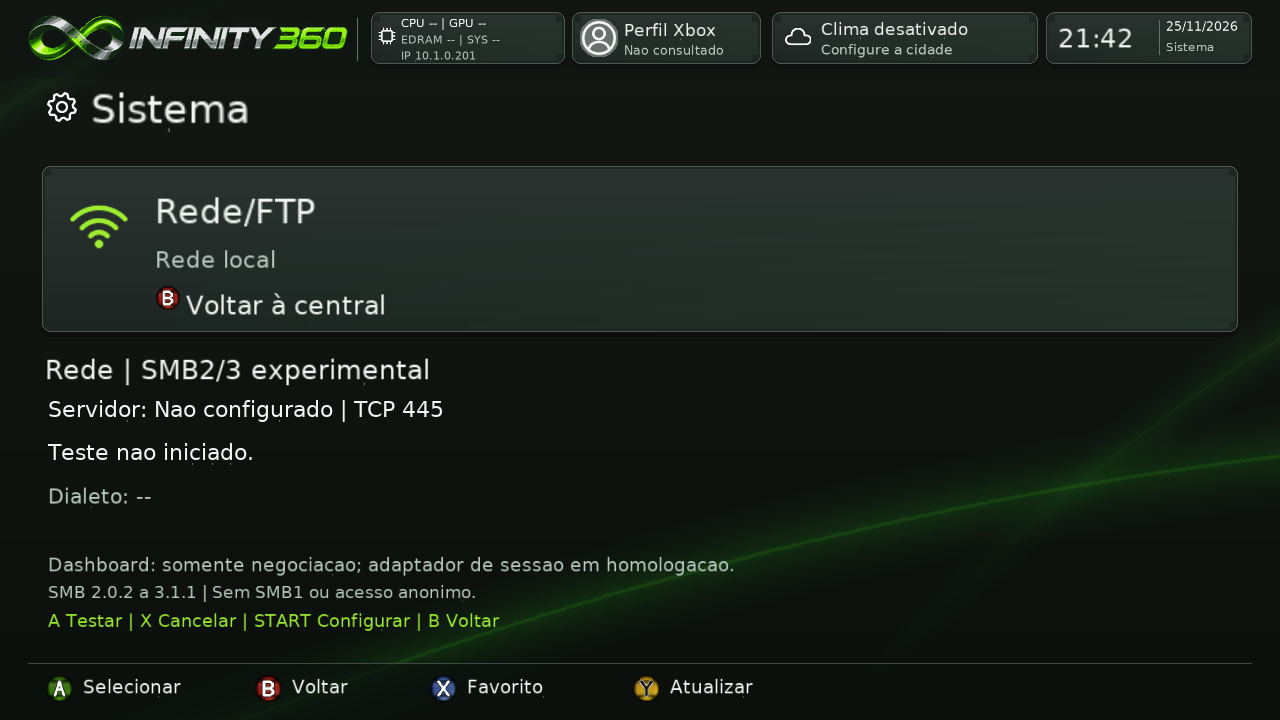 INFINITY 360
CPU -- | GPU --
EDRAM -- | SYS --
IP 10.1.0.201
Perfil Xbox
Nao consultado
Clima desativado
Configure a cidade
21:42
25/11/2026
Sistema
Sistema
Rede/FTP
Rede local
B Voltar à central
Rede | SMB2/3 experimental
Servidor: Nao configurado | TCP 445
Teste nao iniciado.
Dialeto: --
Dashboard: somente negociacao; adaptador de sessao em homologacao.
SMB 2.0.2 a 3.1.1 | Sem SMB1 ou acesso anonimo.
A Testar | X Cancelar | START Configurar | B Voltar
A Selecionar B Voltar X Favorito Y Atualizar